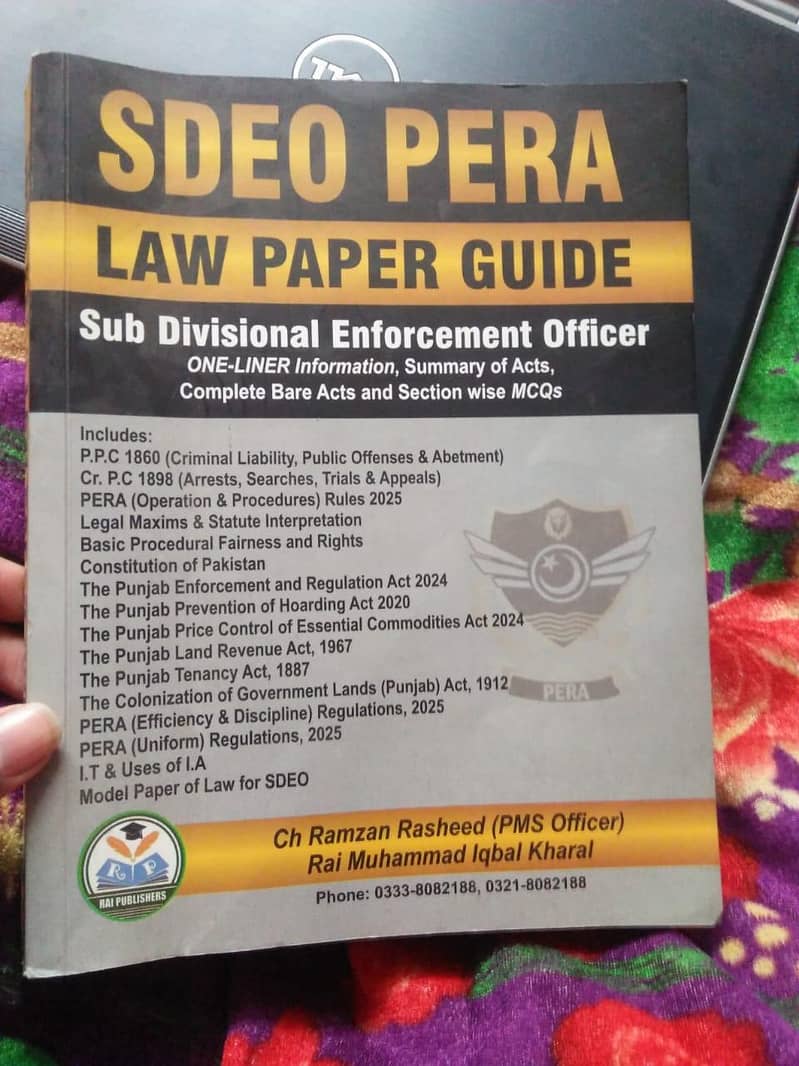 SDEO PERA
LAW PAPER GUIDE
Sub Divisional Enforcement Officer
ONE-LINER Information, Summary of Acts,
Complete Bare Acts and Section wise MCQs
Includes:
P.P.C 1860 (Criminal Liability, Public Offenses & Abetment)
Cr. P.C 1898 (Arrests, Searches, Trials & Appeals)
PERA (Operation & Procedures) Rules 2025
Legal Maxims & Statute Interpretation
Basic Procedural Fairness and Rights
Constitution of Pakistan
The Punjab Enforcement and Regulation Act 2024
The Punjab Prevention of Hoarding Act 2020
The Punjab Price Control of Essential Commodities Act 2024
The Punjab Land Revenue Act, 1967
The Punjab Tenancy Act, 1887
The Colonization of Government Lands (Punjab) Act, 1912
PERA (Efficiency & Discipline) Regulations, 2025
PERA (Uniform) Regulations, 2025
I.T & Uses of I.A
Model Paper of Law for SDEO
PERA
Ch Ramzan Rasheed (PMS Officer)
Rai Muhammad Iqbal Kharal
Phone: 0333-8082188, 0321-8082188
R P
RAI PUBLISHERS